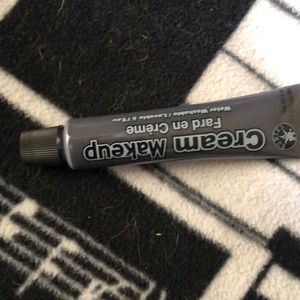 Cream Makeup
Fard en Crème
Water Washable / Lavable à l'Eau